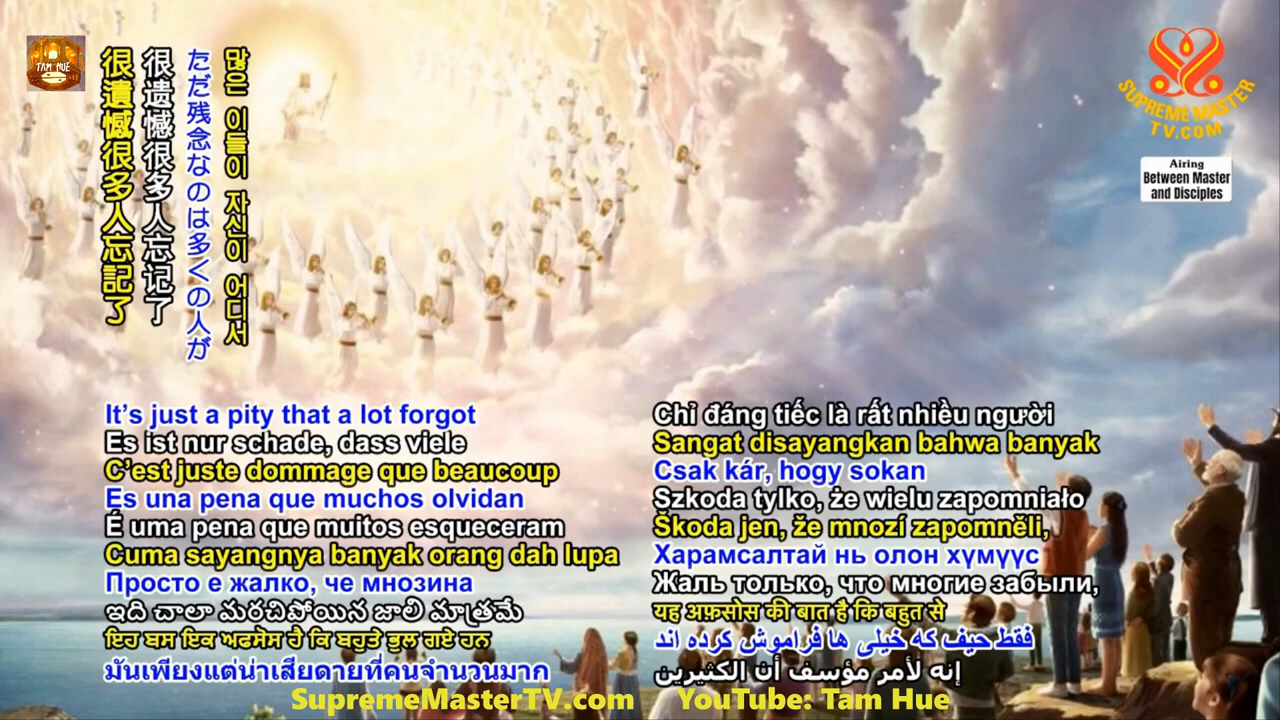 TAM HUE
很遺憾很多人忘記了
很遗憾很多人忘记了
ただ残念なのは多くの人が
많은 이들이 자신이 어디서
SUPREME MASTER
TV.COM
Airing
Between Master
and Disciples
It's just a pity that a lot forgot
Es ist nur schade, dass viele
C'est juste dommage que beaucoup
Es una pena que muchos olvidan
É uma pena que muitos esqueceram
Cuma sayangnya banyak orang dah lupa
Просто е жалко, че мнозина
ఇది చాలా మరచిపోయిన జాలి మాత్రమే
ਇਹ ਬਸ ਇਕ ਅਫਸੋਸ ਹੈ ਕਿ ਬਹੁਤੇ ਭੁਲ ਗਏ ਹਨ
มันเพียงแต่น่าเสียดายที่คนจำนวนมาก
Chỉ đáng tiếc là rất nhiều người
Sangat disayangkan bahwa banyak
Csak kár, hogy sokan
Szkoda tylko, że wielu zapomniało
Škoda jen, že mnozí zapomněli,
Харамсалтай нь олон хүмүүс
Жаль только, что многие забыли,
यह अफ़सोस की बात है कि बहुत से
فقط حیف که خیلی ها فراموش کرده اند
إنه لأمر مؤسف أن الكثيرين
SupremeMasterTV.com YouTube: Tam Hue